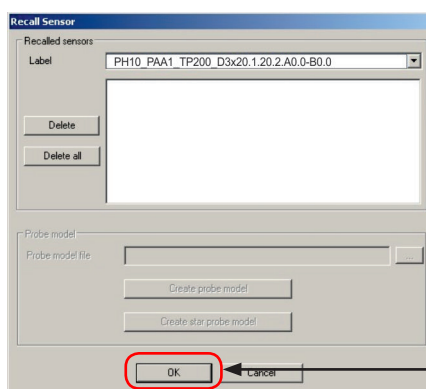 Recall Sensor
Recalled sensors
Label
PH10_PAA1_TP200_D3x20.1.20.2.A0.0-B0.0
Delete
Delete all
Probe model
Probe model file
...
Create probe model
Create star probe model
OK
Cancel